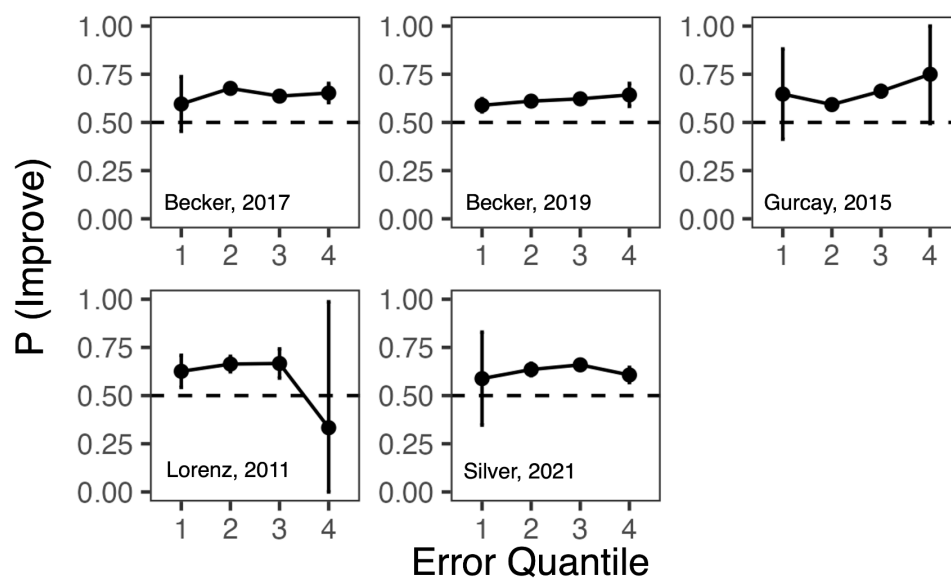 P (Improve)
1.00
0.75
0.50
0.25
0.00
Becker, 2017
1 2 3 4
1.00
0.75
0.50
0.25
0.00
Becker, 2019
1 2 3 4
1.00
0.75
0.50
0.25
0.00
Gurcay, 2015
1 2 3 4
1.00
0.75
0.50
0.25
0.00
Lorenz, 2011
1 2 3 4
1.00
0.75
0.50
0.25
0.00
Silver, 2021
1 2 3 4
Error Quantile